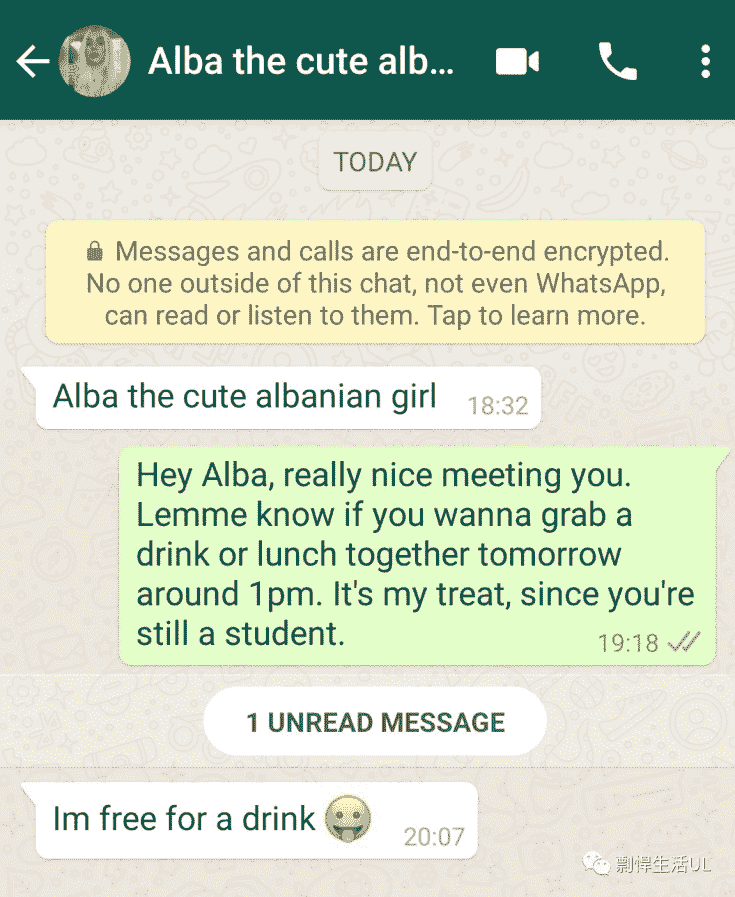 Alba the cute alb...
TODAY
Messages and calls are end-to-end encrypted.
No one outside of this chat, not even WhatsApp,
can read or listen to them. Tap to learn more.
Alba the cute albanian girl
18:32
Hey Alba, really nice meeting you.
Lemme know if you wanna grab a
drink or lunch together tomorrow
around 1pm. It's my treat, since you're
still a student.
19:18
1 UNREAD MESSAGE
Im free for a drink
20:07
剽悍生活UL